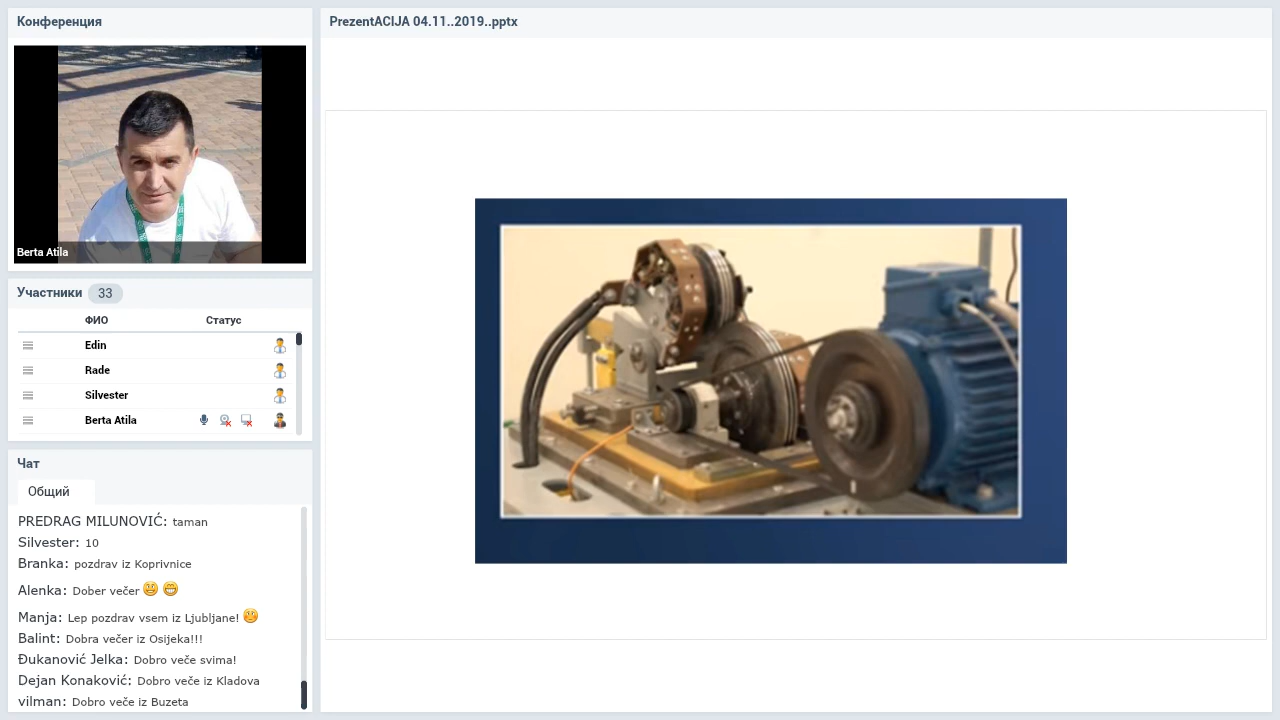 Конференция
Berta Atila
Участники 33
ФИО Статус
Edin
Rade
Silvester
Berta Atila
Чат
Общий
PREDRAG MILUNOVIĆ: taman
Silvester: 10
Branka: pozdrav iz Koprivnice
Alenka: Dober večer
Manja: Lep pozdrav vsem iz Ljubljane!
Balint: Dobra večer iz Osijeka!!!
Đukanović Jelka: Dobro veče svima!
Dejan Konaković: Dobro veče iz Kladova
vilman: Dobro veče iz Buzeta
PrezentACIJA 04.11..2019..pptx